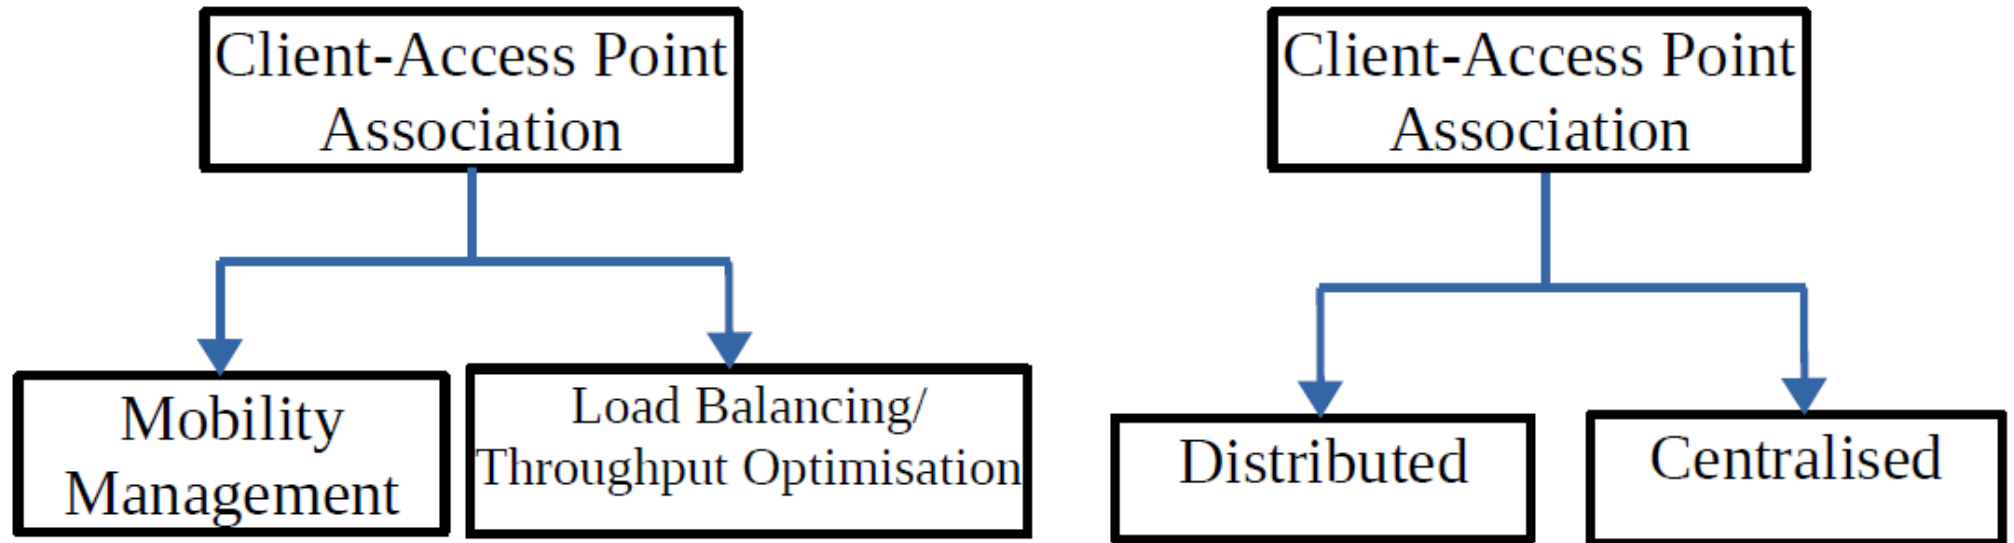 Client-Access Point
Association
Mobility
Management
Load Balancing/
Throughput Optimisation
Client-Access Point
Association
Distributed
Centralised